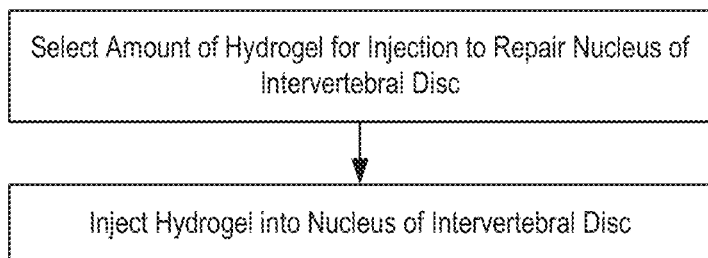 Select Amount of Hydrogel for Injection to Repair Nucleus of
Intervertebral Disc
Inject Hydrogel into Nucleus of Intervertebral Disc